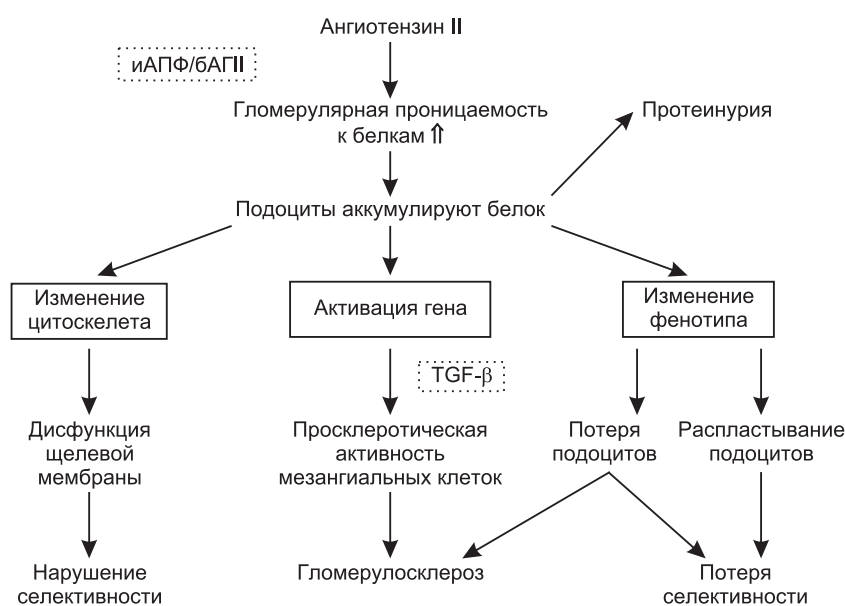 Ангиотензин II
иАПФ/бАГII
Гломерулярная проницаемость
к белкам ⇑
Протеинурия
Подоциты аккумулируют белок
Изменение
цитоскелета
Активация гена
Изменение
фенотипа
TGF-β
Дисфункция
щелевой
мембраны
Просклеротическая
активность
мезангиальных клеток
Потеря
подоцитов
Распластывание
подоцитов
Нарушение
селективности
Гломерулосклероз
Потеря
селективности